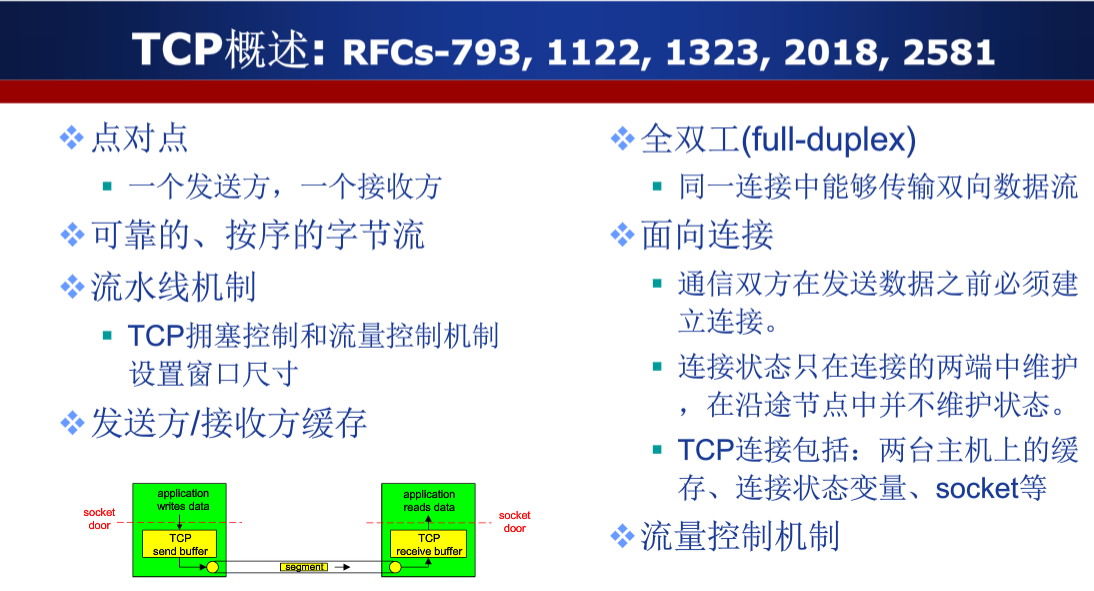 TCP概述: RFCs-793, 1122, 1323, 2018, 2581
点对点
一个发送方，一个接收方
可靠的、按序的字节流
流水线机制
TCP拥塞控制和流量控制机制
设置窗口尺寸
发送方/接收方缓存
application
writes data
socket
door
TCP
send buffer
segment
application
reads data
TCP
receive buffer
socket
door
全双工(full-duplex)
同一连接中能够传输双向数据流
面向连接
通信双方在发送数据之前必须建
立连接。
连接状态只在连接的两端中维护
，在沿途节点中并不维护状态。
TCP连接包括：两台主机上的缓
存、连接状态变量、socket等
流量控制机制